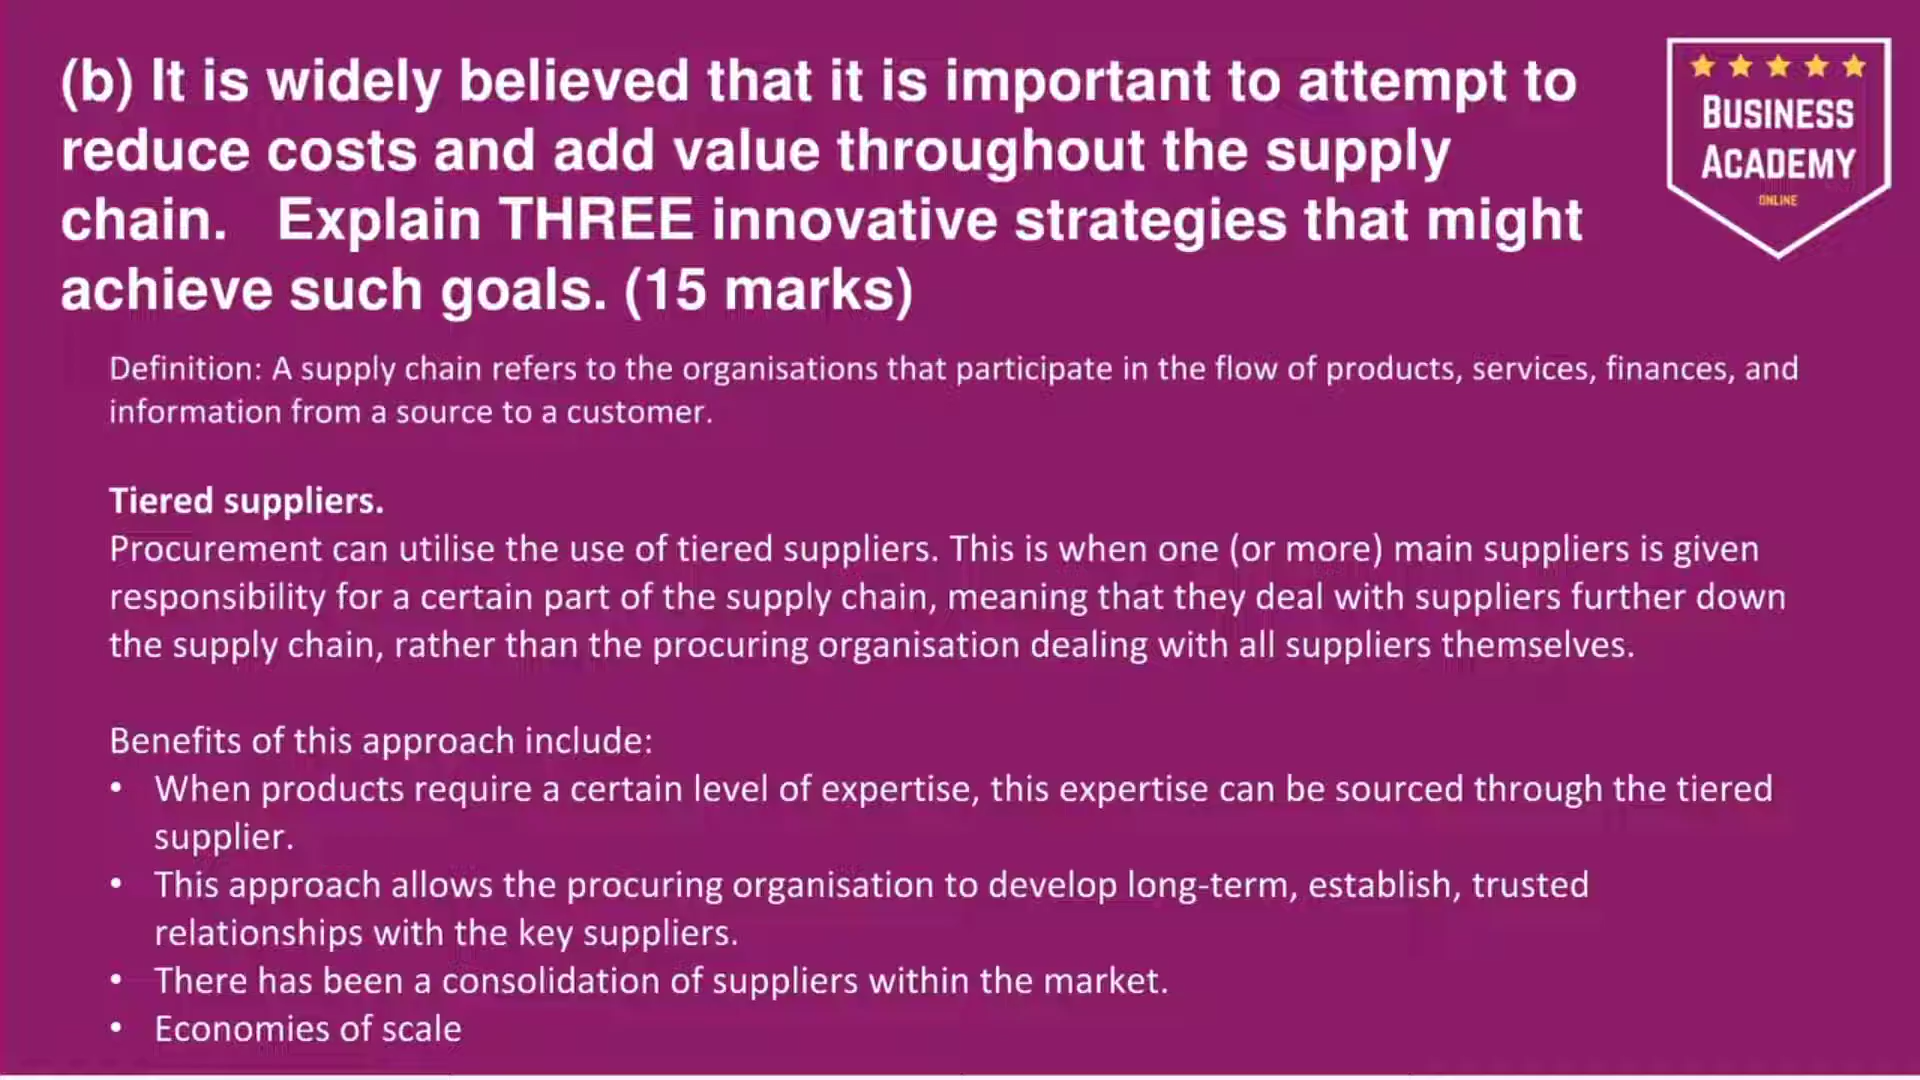 (b) It is widely believed that it is important to attempt to
reduce costs and add value throughout the supply
chain.   Explain THREE innovative strategies that might
achieve such goals. (15 marks)
BUSINESS
ACADEMY
ONLINE
Definition: A supply chain refers to the organisations that participate in the flow of products, services, finances, and
information from a source to a customer.
Tiered suppliers.
Procurement can utilise the use of tiered suppliers. This is when one (or more) main suppliers is given
responsibility for a certain part of the supply chain, meaning that they deal with suppliers further down
the supply chain, rather than the procuring organisation dealing with all suppliers themselves.
Benefits of this approach include:
• When products require a certain level of expertise, this expertise can be sourced through the tiered
supplier.
• This approach allows the procuring organisation to develop long-term, establish, trusted
relationships with the key suppliers.
• There has been a consolidation of suppliers within the market.
• Economies of scale